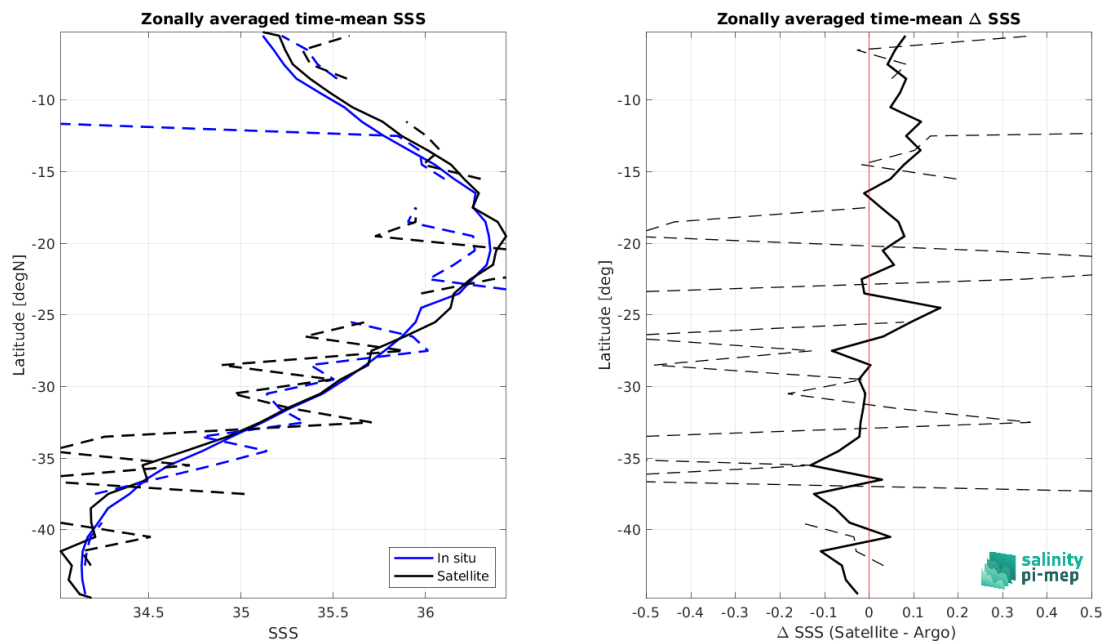 Zonally averaged time-mean SSS
-10
-15
-20
-25
-30
-35
-40
Latitude [degN]
34.5
35
35.5
36
SSS
In situ
Satellite
Zonally averaged time-mean Δ SSS
-10
-15
-20
-25
-30
-35
-40
Latitude [deg]
-0.5
-0.4
-0.3
-0.2
-0.1
0
0.1
0.2
0.3
0.4
0.5
Δ SSS (Satellite - Argo)
salinity
pi-mep